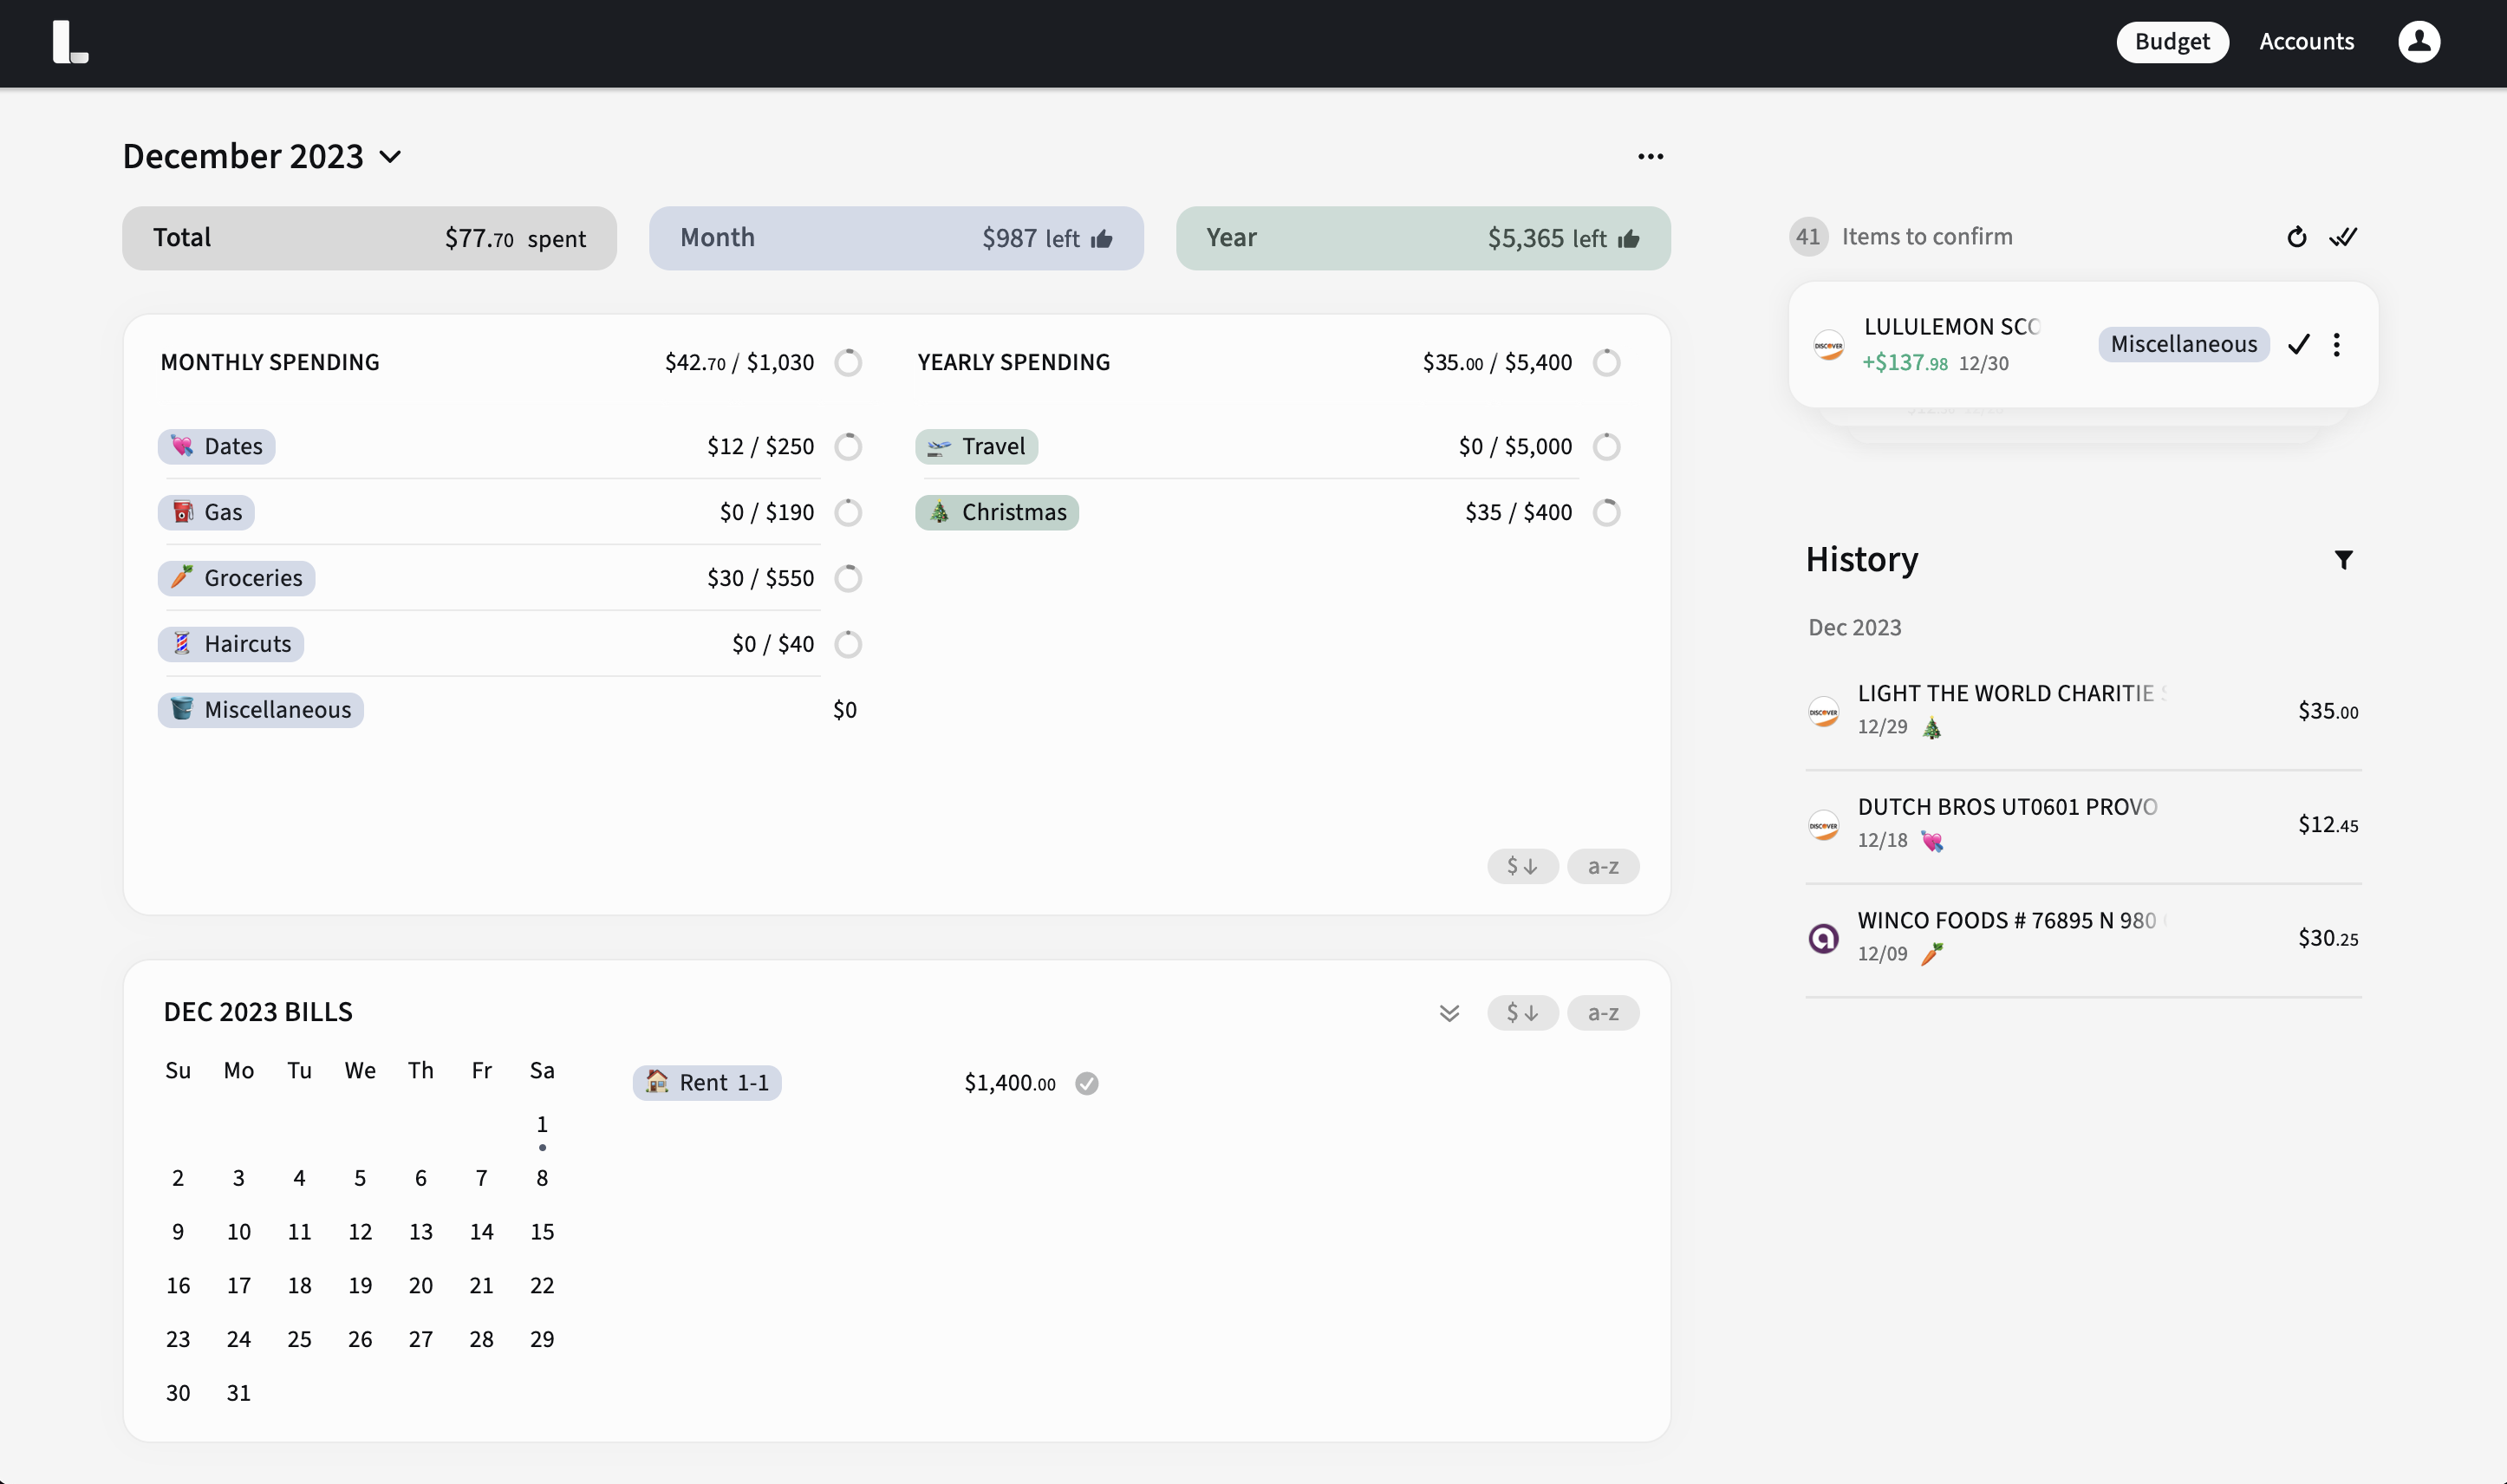 L
Budget
Accounts
December 2023
Total $77.70 spent
Month $987 left
Year $5,365 left
MONTHLY SPENDING $42.70 / $1,030
Dates $12 / $250
Gas $0 / $190
Groceries $30 / $550
Haircuts $0 / $40
Miscellaneous $0
YEARLY SPENDING $35.00 / $5,400
Travel $0 / $5,000
Christmas $35 / $400
$ a-z
DEC 2023 BILLS
$ a-z
Su Mo Tu We Th Fr Sa
1
2 3 4 5 6 7 8
9 10 11 12 13 14 15
16 17 18 19 20 21 22
23 24 25 26 27 28 29
30 31
Rent 1-1 $1,400.00
41 Items to confirm
DISCOVER
LULULEMON SCO
+$137.98 12/30
Miscellaneous
History
Dec 2023
DISCOVER
LIGHT THE WORLD CHARITIE
12/29
$35.00
DISCOVER
DUTCH BROS UT0601 PROVO
12/18
$12.45
WINCO FOODS # 76895 N 980
12/09
$30.25